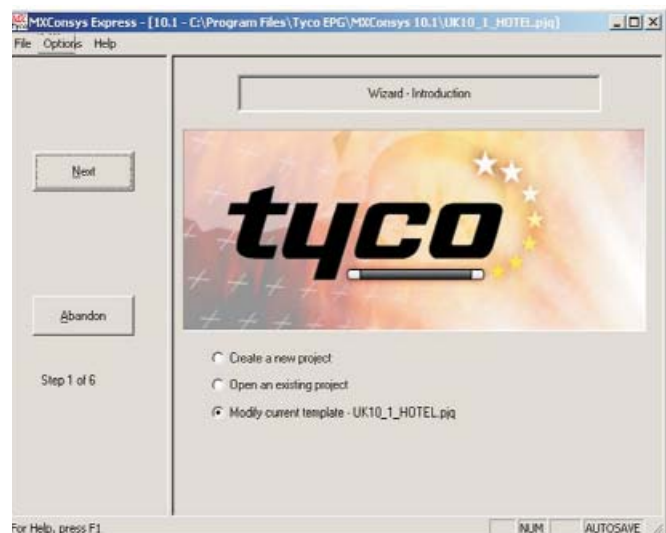 MXConsys Express - [10.1 - C:\Program Files\Tyco EPG\MXConsys 10.1\UK10_1_HOTEL.pjq]
File Options Help
Wizard - Introduction
Next
tyco
Abandon
Step 1 of 6
Create a new project
Open an existing project
Modify current template - UK10_1_HOTEL.pjq
For Help, press F1
NUM
AUTOSAVE